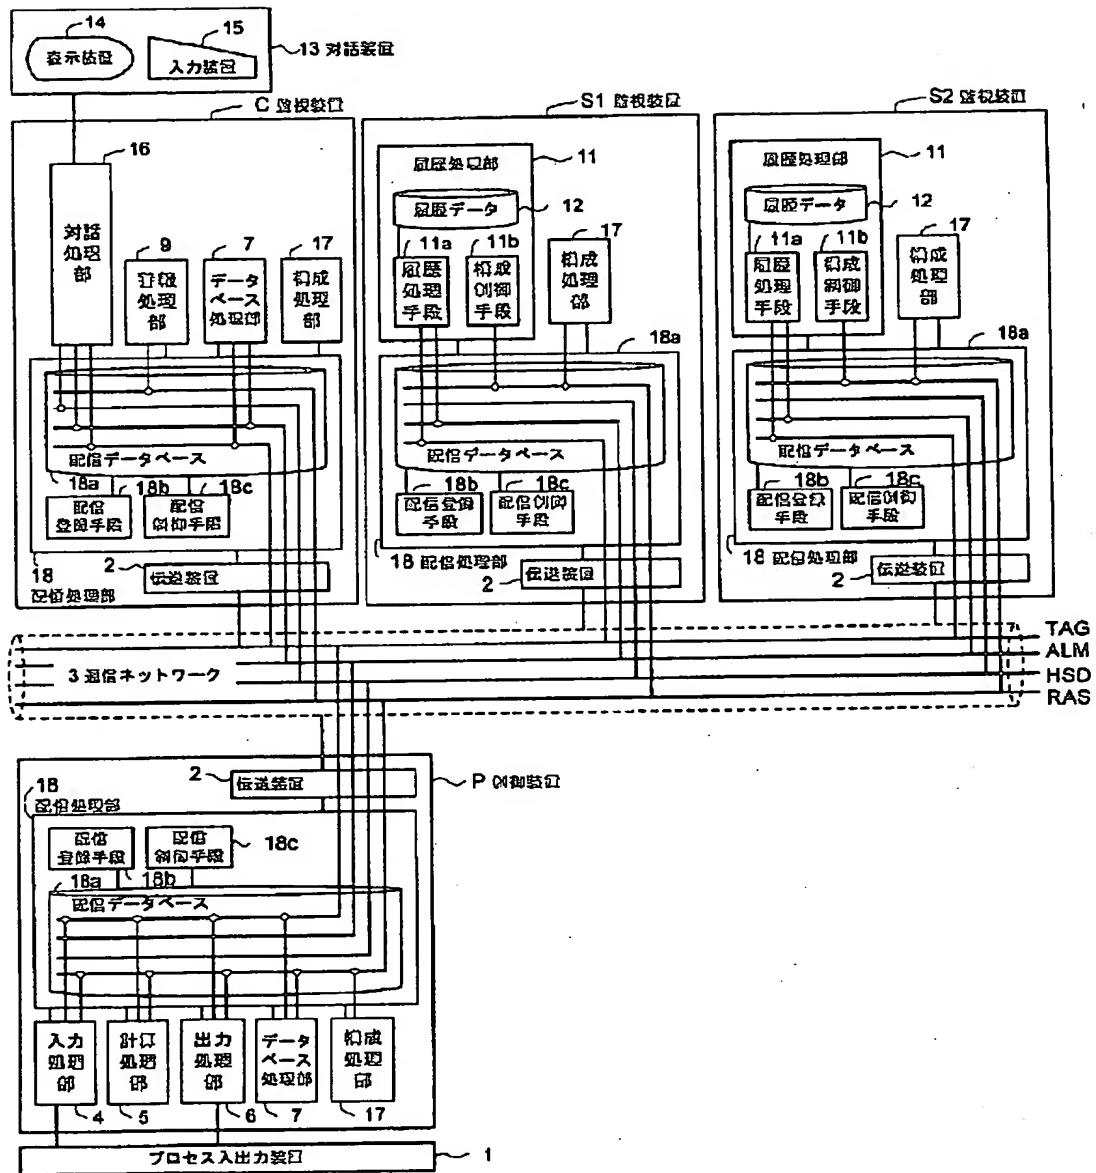 14
表示装置
15
入力装置
13 対話装置
C 監視装置
16
対話
処理
部
9
登録
処理
部
7
データ
ベース
処理部
17
構成
処理
部
配信データベース
18a
18b
18c
配信
登録手段
配信
制御手段
18
配信処理部
2
伝送装置
S1 監視装置
履歴処理部
11
履歴データ
12
11a
履歴
処理
手段
11b
構成
制御
手段
17
構成
処理
部
18a
配信データベース
18b
18c
配信登録
手段
配信制御
手段
18 配信処理部
2
伝送装置
S2 監視装置
履歴処理部
11
履歴データ
12
11a
履歴
処理
手段
11b
構成
制御
手段
17
構成
処理
部
18a
配信データベース
18b
18c
配信登録
手段
配信制御
手段
18 配信処理部
2
伝送装置
3 通信ネットワーク
TAG
ALM
HSD
RAS
P 制御装置
2
伝送装置
18
配信処理部
配信
登録手段
18b
配信
制御手段
18c
18a
配信データベース
入力
処理
部
4
計算
処理
部
5
出力
処理
部
6
データ
ベース
処理部
7
構成
処理
部
17
プロセス入出力装置
1